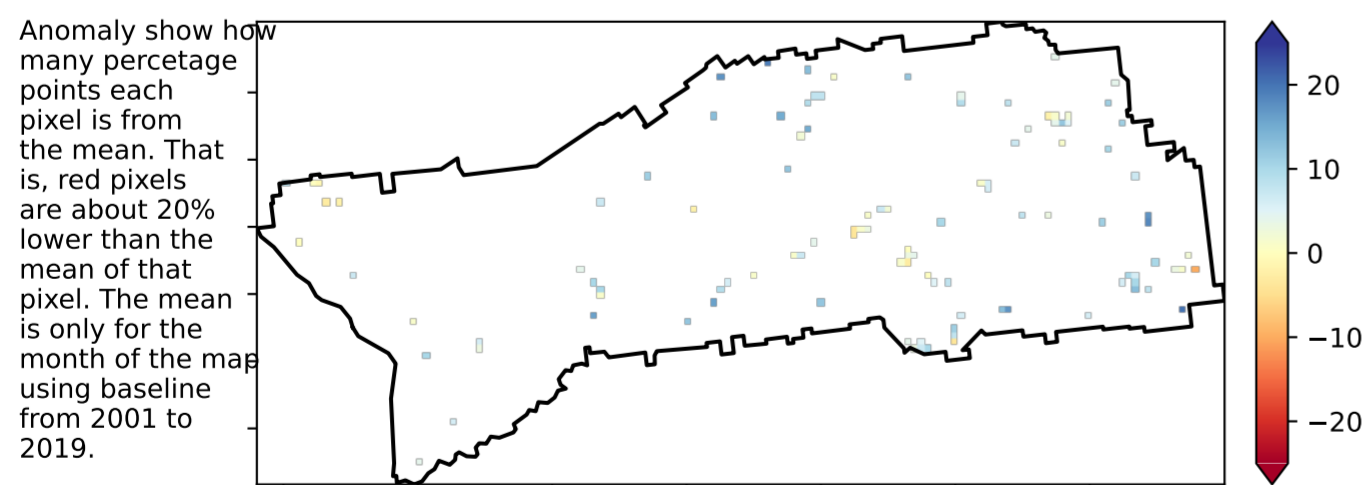 Anomaly show how
many percetage
points each
pixel is from
the mean. That
is, red pixels
are about 20%
lower than the
mean of that
pixel. The mean
is only for the
month of the map
using baseline
from 2001 to
2019.
20
10
0
−10
−20